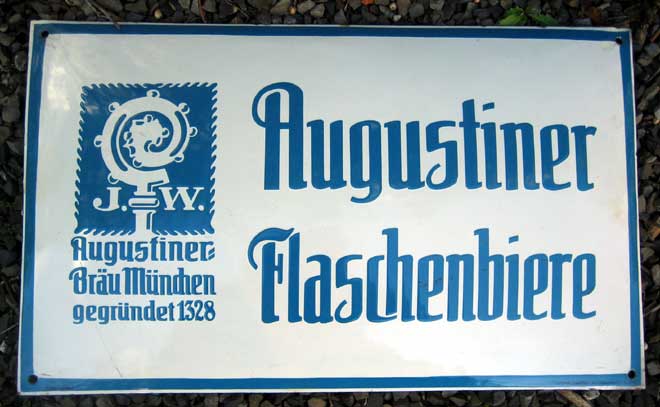 J. W.
Augustiner-
Bräu München
gegründet 1328
Augustiner
Flaschenbiere